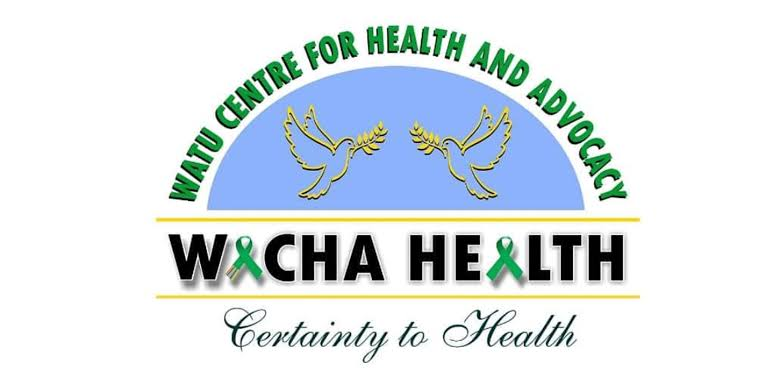 WATU CENTRE FOR HEALTH AND ADVOCACY
WACHA HEALTH
Certainty to Health